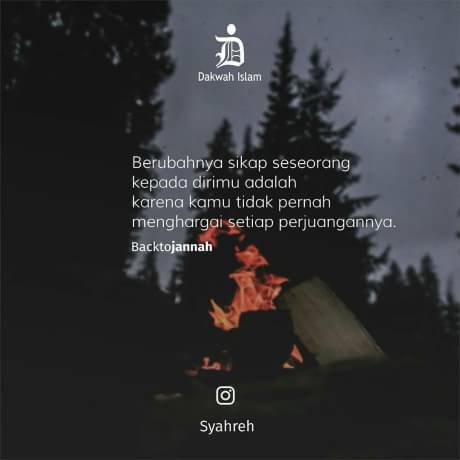 Dakwah Islam
Berubahnya sikap seseorang
kepada dirimu adalah
karena kamu tidak pernah
menghargai setiap perjuangannya.
Backtojannah
Syahreh